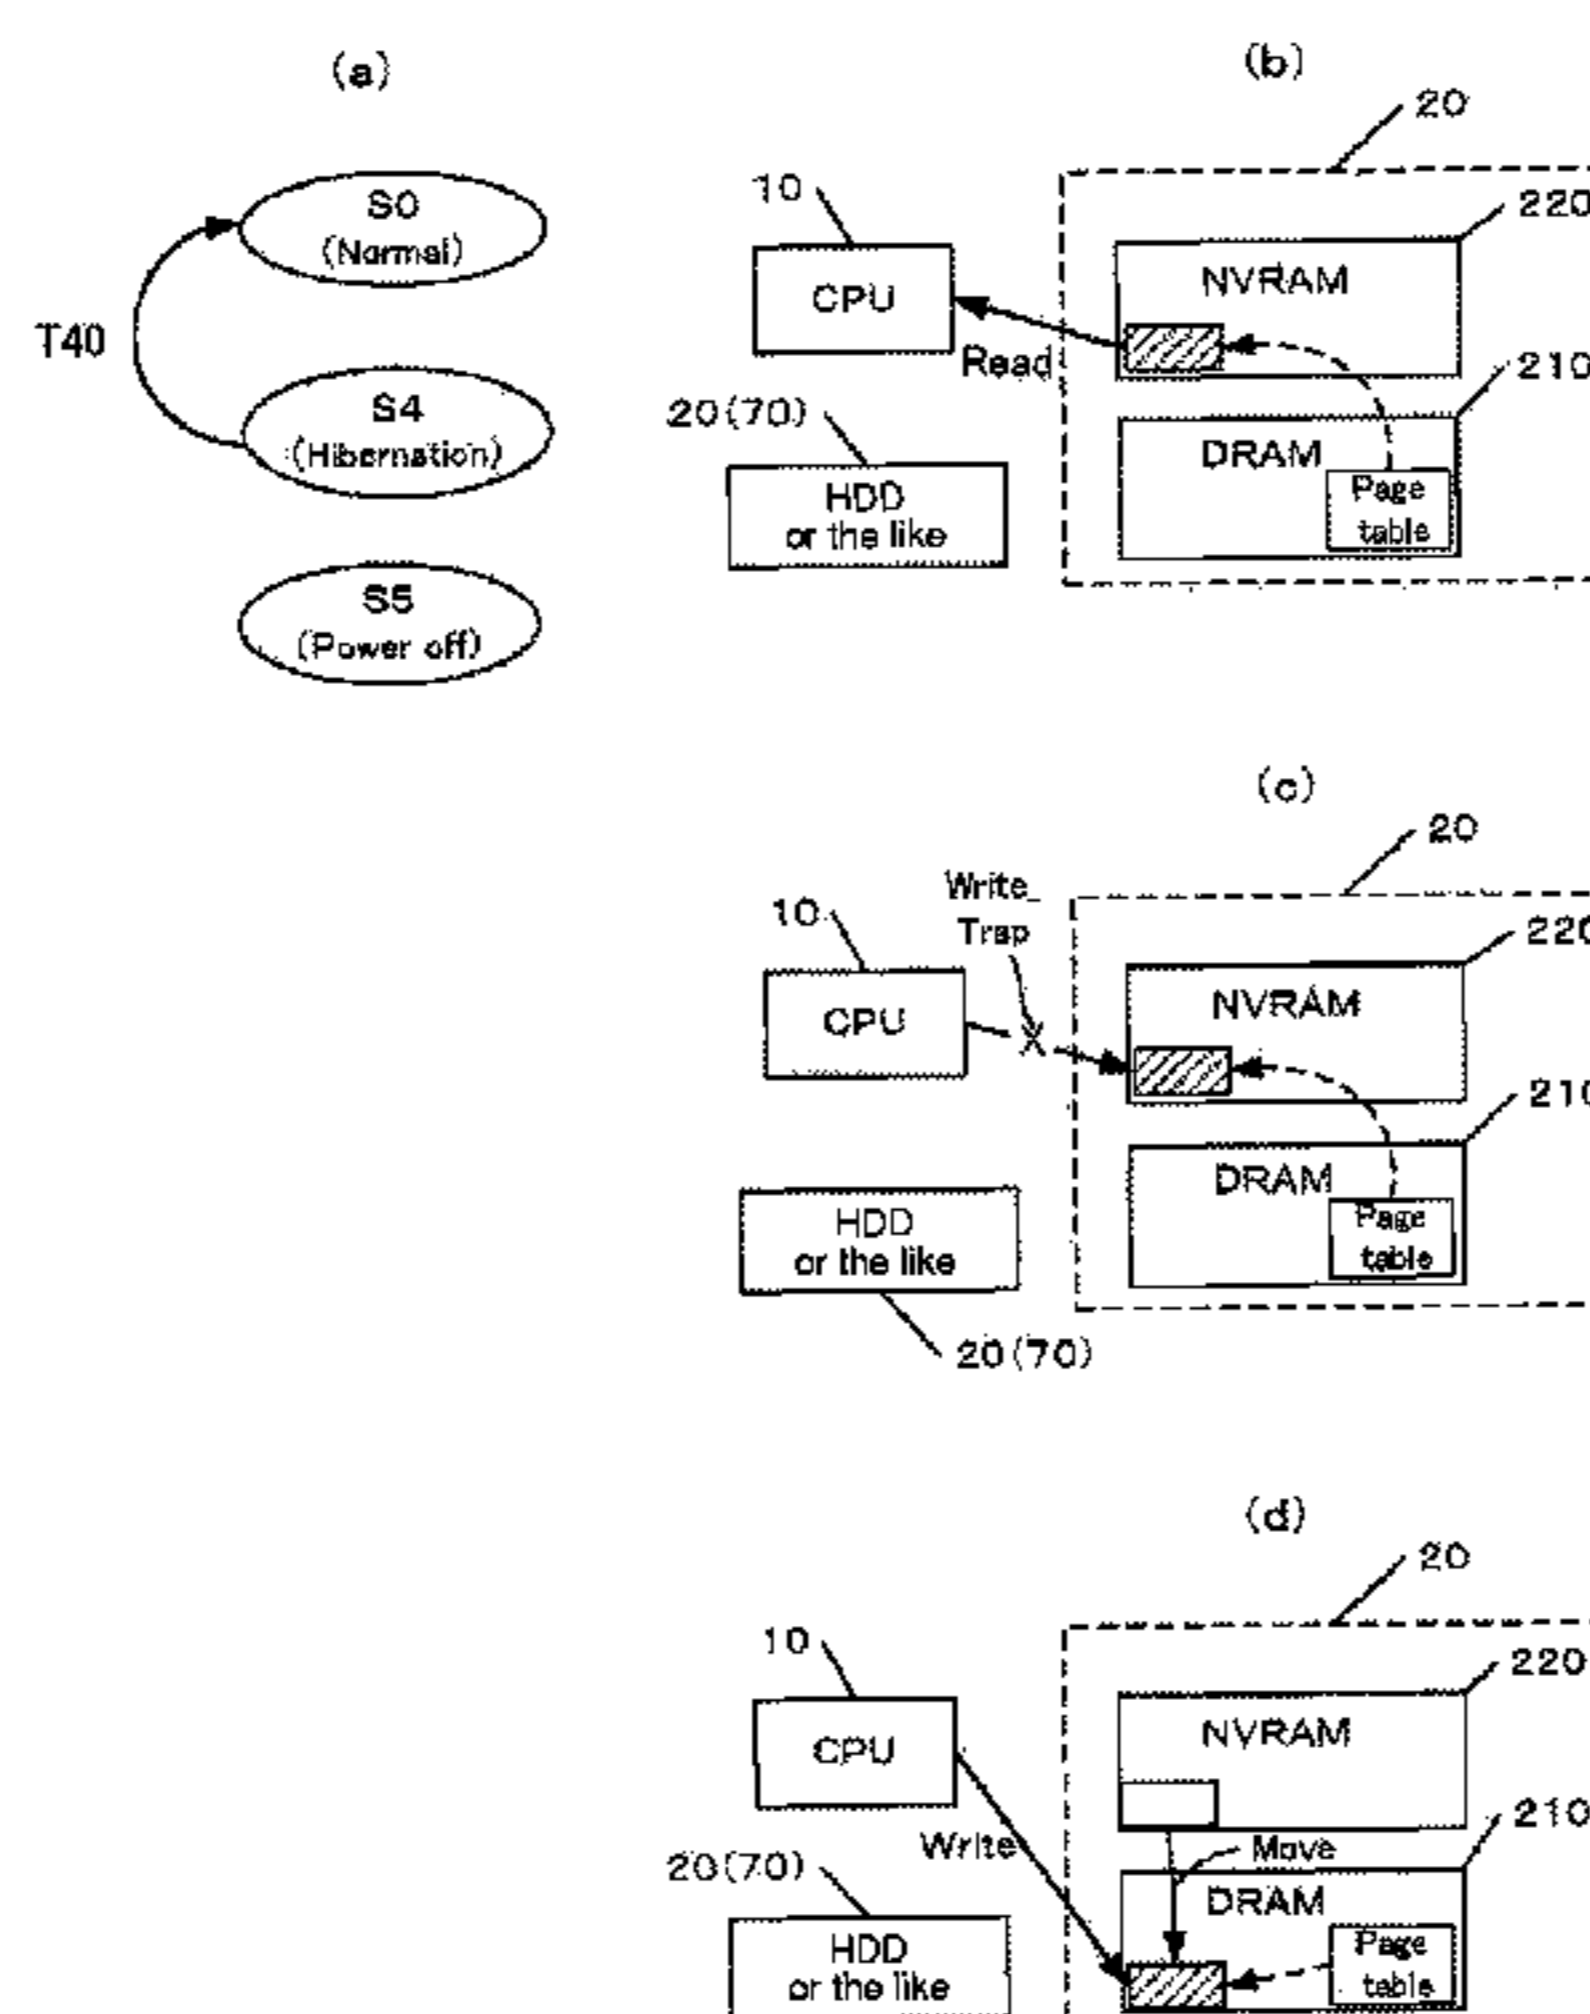 (a)
S0
(Normal)
T40
S4
(Hibernation)
S5
(Power off)
(b)
20
10
220
CPU
NVRAM
Read
210
20(70)
DRAM
HDD
or the like
Page
table
(c)
20
Write
Trap
10
220
CPU
NVRAM
210
DRAM
HDD
or the like
Page
table
20(70)
(d)
20
10
220
CPU
NVRAM
210
Write
Move
20(70)
DRAM
HDD
or the like
Page
table